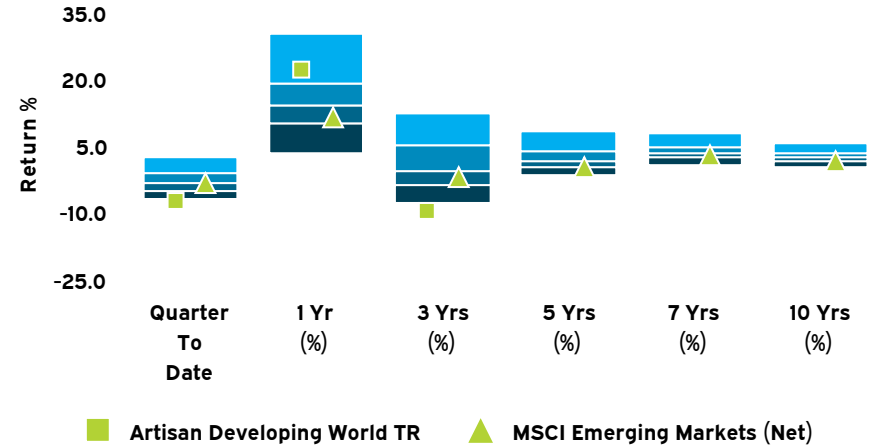 35.0
20.0
5.0
-10.0
-25.0
Return %
Quarter To Date
1 Yr (%)
3 Yrs (%)
5 Yrs (%)
7 Yrs (%)
10 Yrs (%)
Artisan Developing World TR
MSCI Emerging Markets (Net)